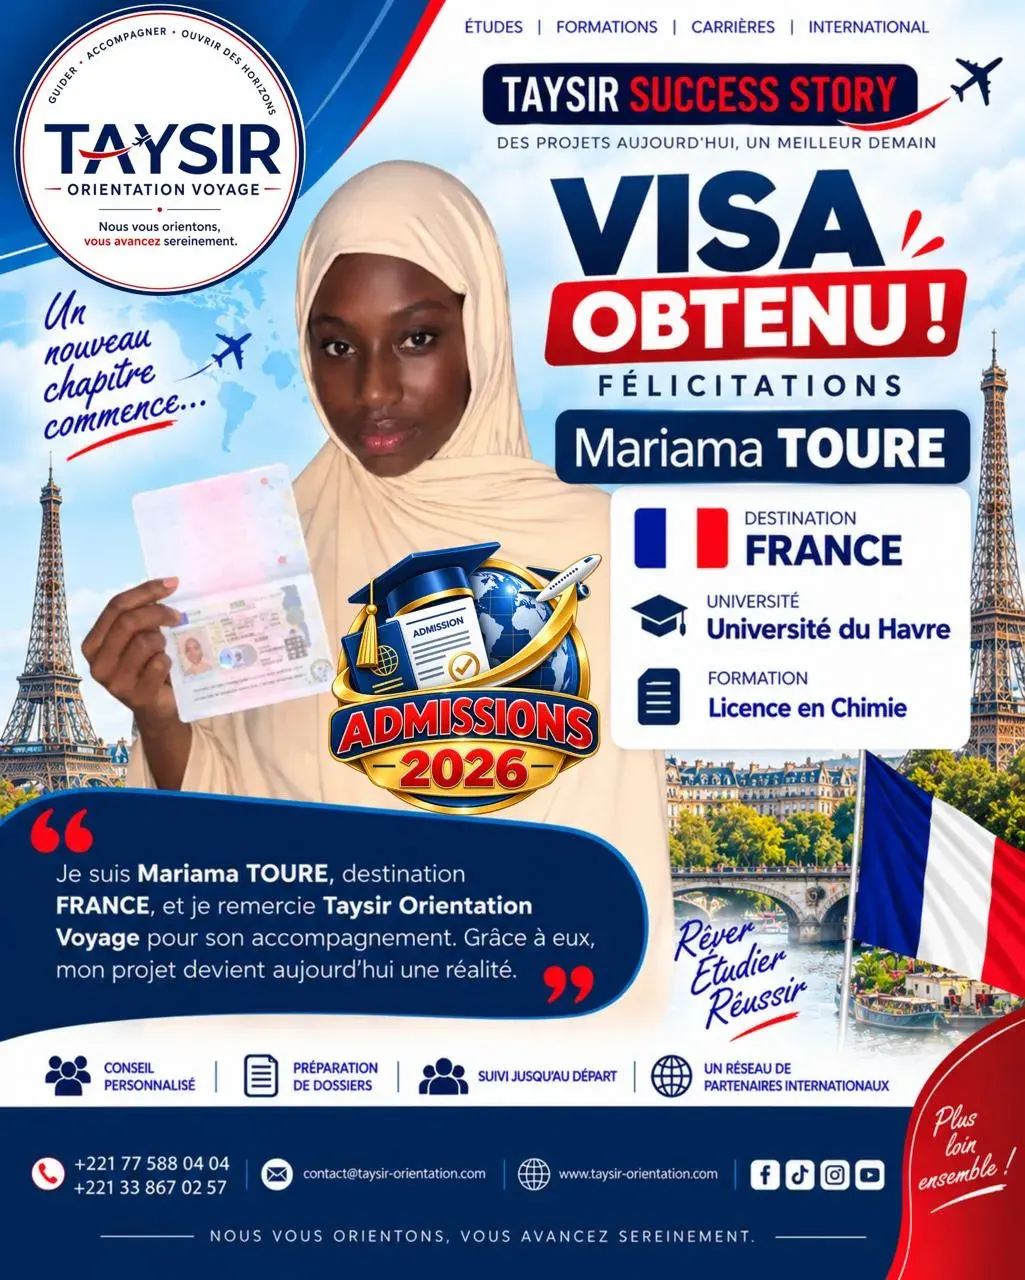 GUIDER • ACCOMPAGNER • OUVRIR DES HORIZONS
TAYSIR
ORIENTATION VOYAGE
Nous vous orientons,
vous avancez sereinement.
ÉTUDES | FORMATIONS | CARRIÈRES | INTERNATIONAL
TAYSIR SUCCESS STORY
DES PROJETS AUJOURD'HUI, UN MEILLEUR DEMAIN
VISA
OBTENU !
FÉLICITATIONS
Mariama TOURE
Un
nouveau
chapitre
commence...
DESTINATION
FRANCE
UNIVERSITÉ
Université du Havre
FORMATION
Licence en Chimie
ADMISSION
ADMISSIONS
2026
“
Je suis Mariama TOURE, destination
FRANCE, et je remercie Taysir Orientation
Voyage pour son accompagnement. Grâce à eux,
mon projet devient aujourd’hui une réalité.
”
Rêver
Étudier
Réussir
CONSEIL
PERSONNALISÉ
PRÉPARATION
DE DOSSIERS
SUIVI JUSQU'AU DÉPART
UN RÉSEAU DE
PARTENAIRES INTERNATIONAUX
+221 77 588 04 04
+221 33 867 02 57
contact@taysir-orientation.com
www.taysir-orientation.com
Plus
loin
ensemble !
NOUS VOUS ORIENTONS, VOUS AVANCEZ SEREINEMENT.